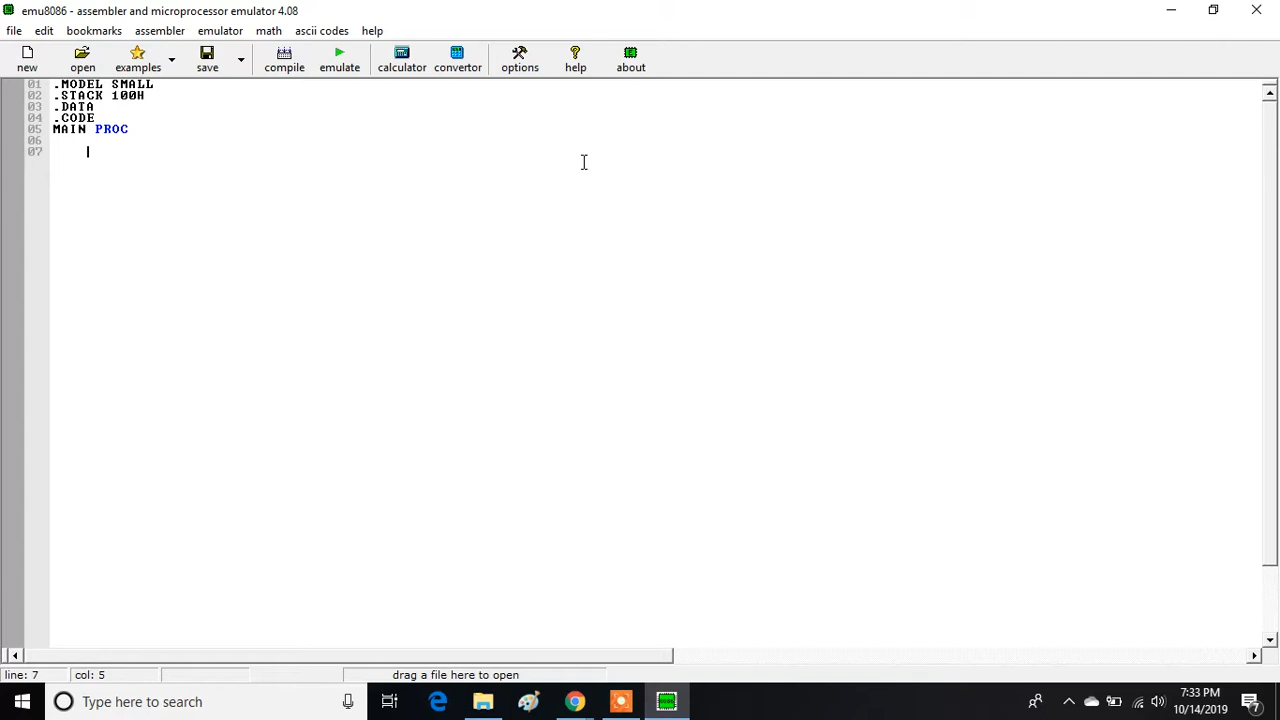 emu8086 - assembler and microprocessor emulator 4.08
file edit bookmarks assembler emulator math ascii codes help
new open examples save compile emulate calculator convertor options help about
01 .MODEL SMALL
02 .STACK 100H
03 .DATA
04 .CODE
05 MAIN PROC
06
07
line: 7 col: 5 drag a file here to open
Type here to search 7:33 PM
10/14/2019 7